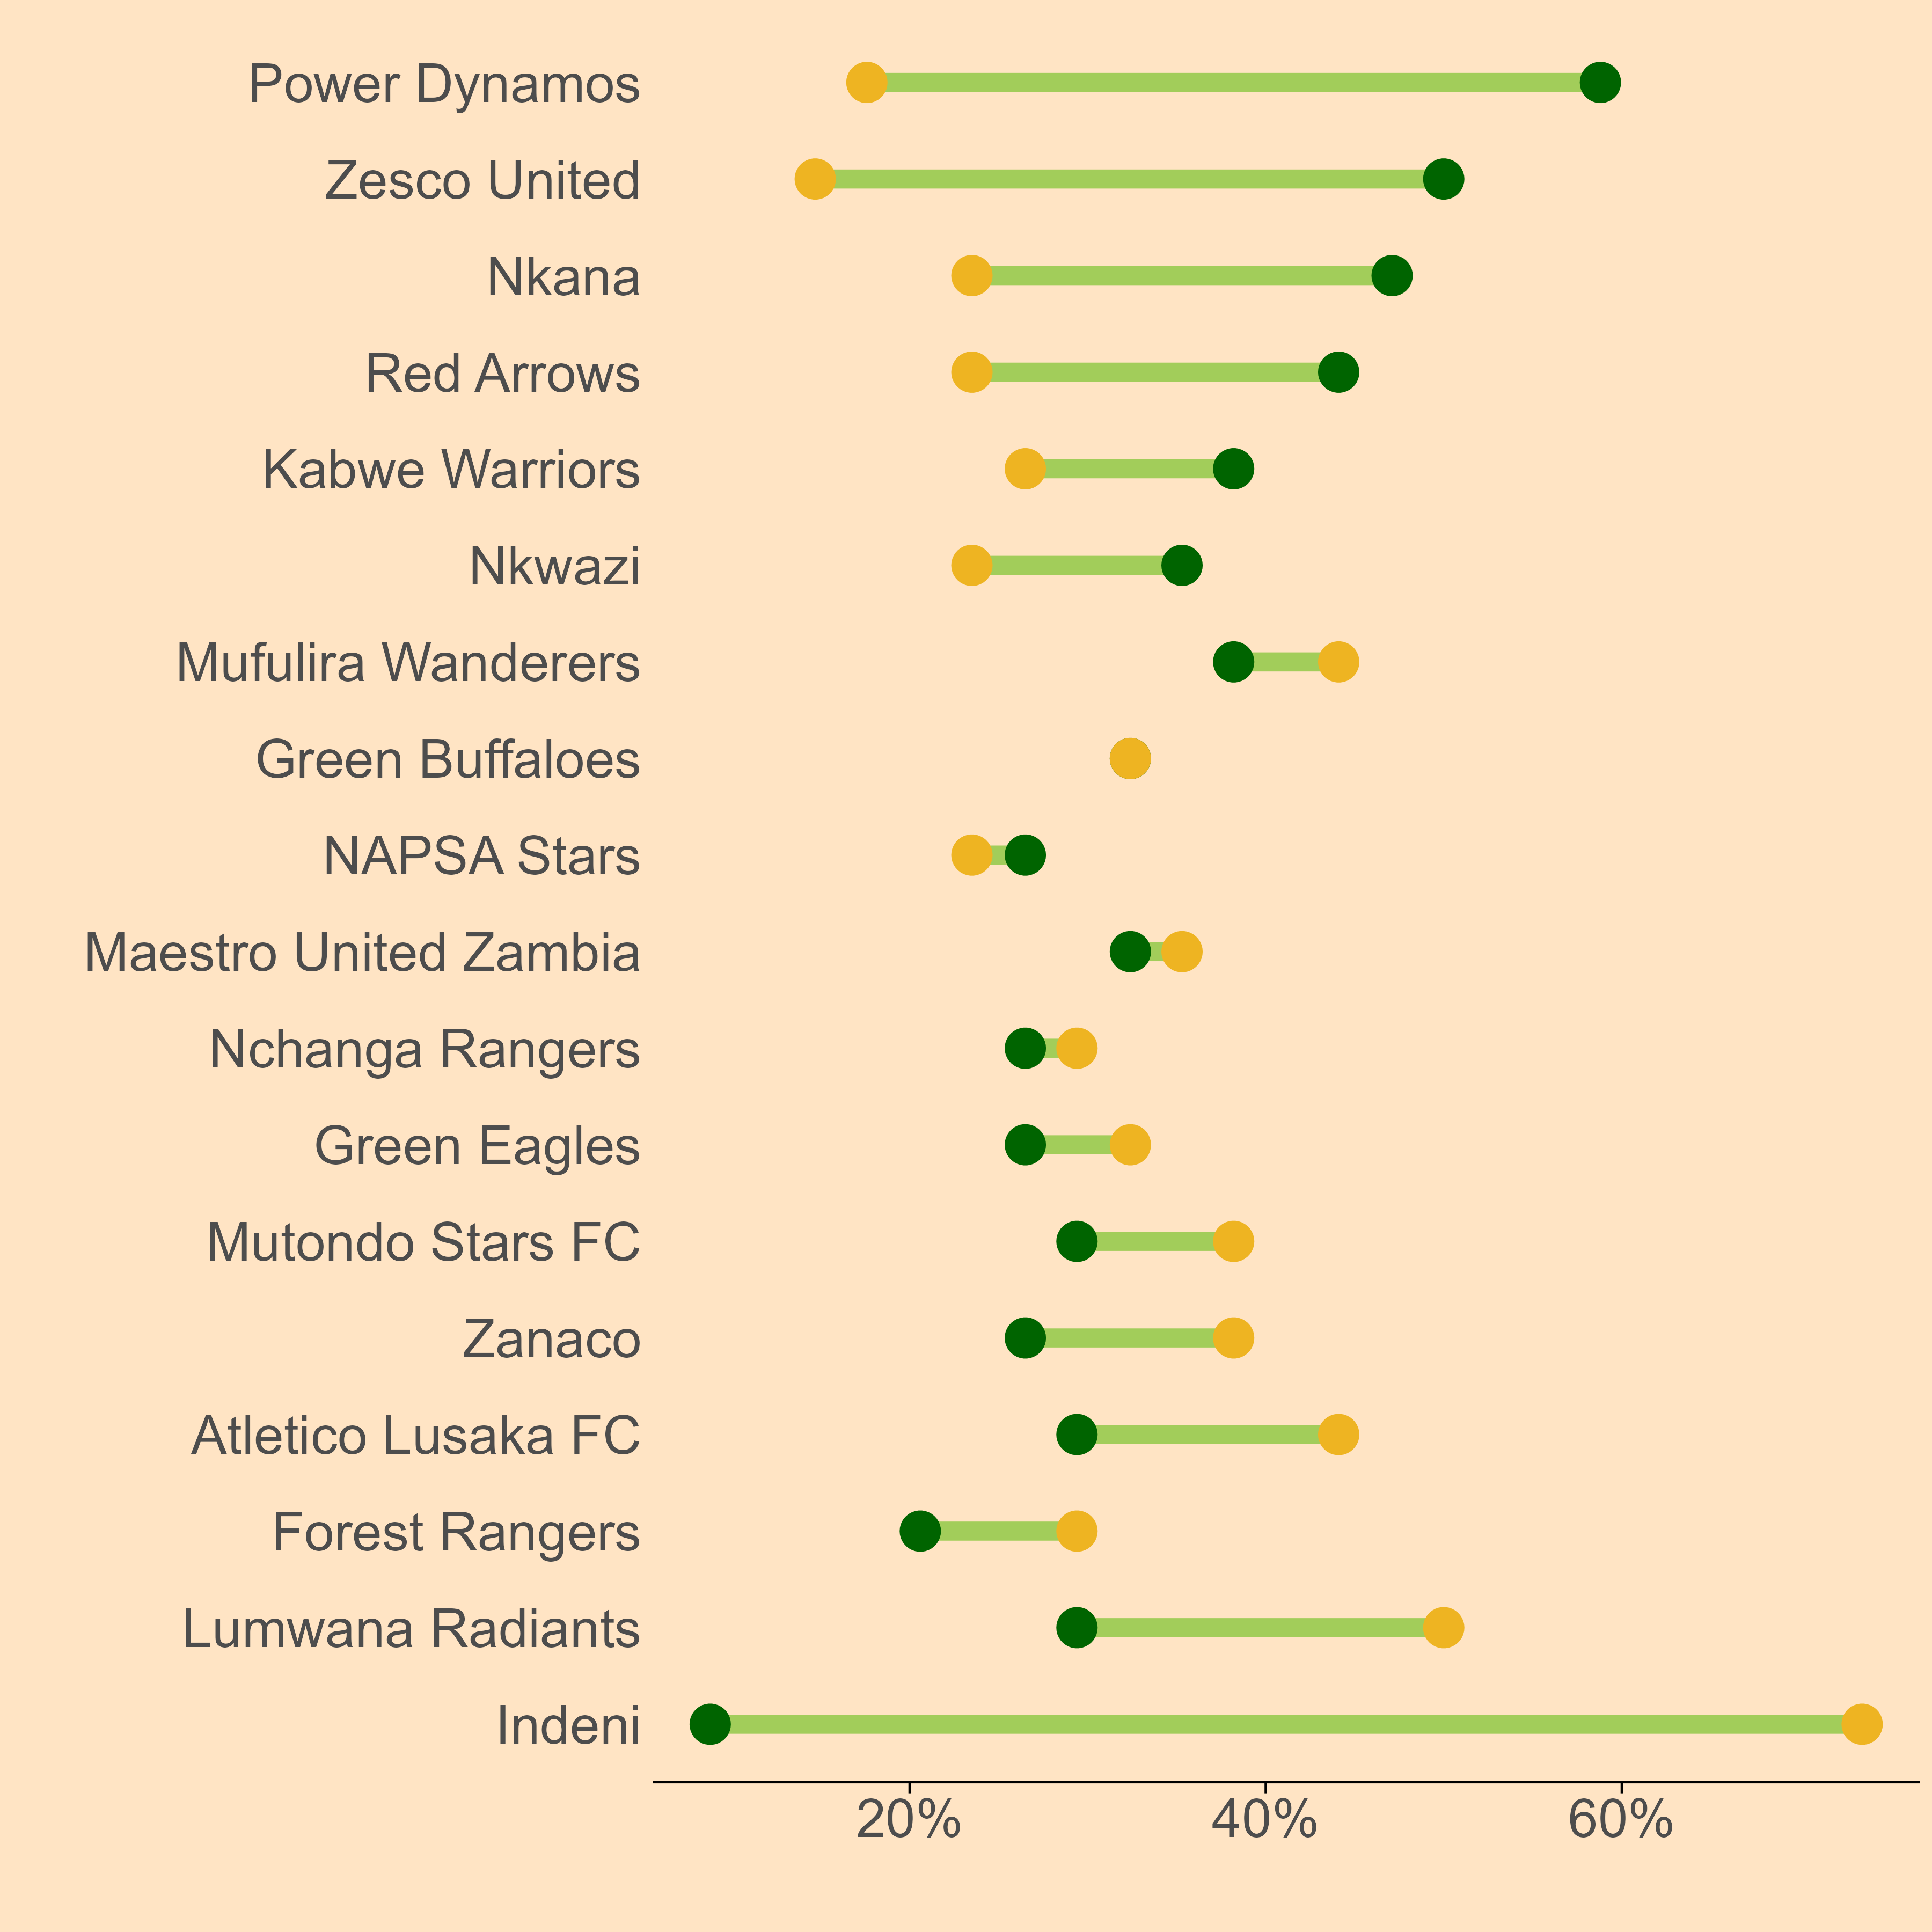 Power Dynamos
Zesco United
Nkana
Red Arrows
Kabwe Warriors
Nkwazi
Mufulira Wanderers
Green Buffaloes
NAPSA Stars
Maestro United Zambia
Nchanga Rangers
Green Eagles
Mutondo Stars FC
Zanaco
Atletico Lusaka FC
Forest Rangers
Lumwana Radiants
Indeni
20% 40% 60%